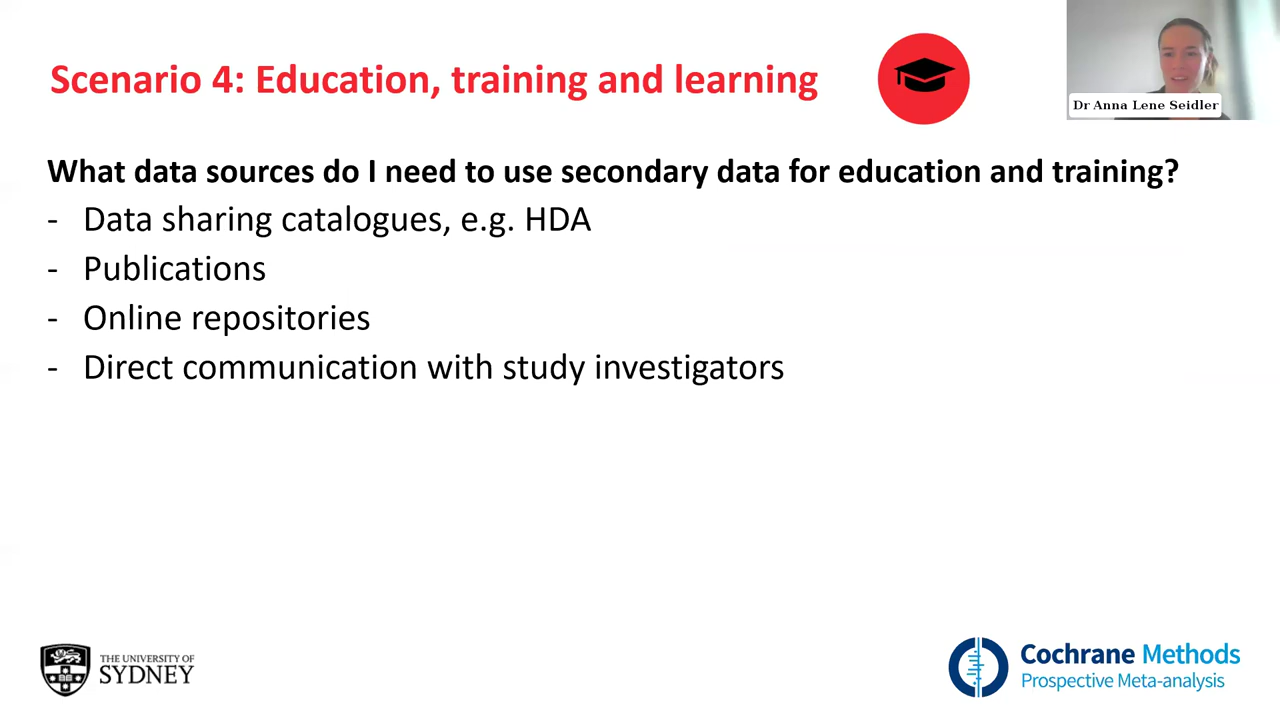 Scenario 4: Education, training and learning
Dr Anna Lene Seidler
What data sources do I need to use secondary data for education and training?
- Data sharing catalogues, e.g. HDA
- Publications
- Online repositories
- Direct communication with study investigators
THE UNIVERSITY OF
SYDNEY
Cochrane Methods
Prospective Meta-analysis